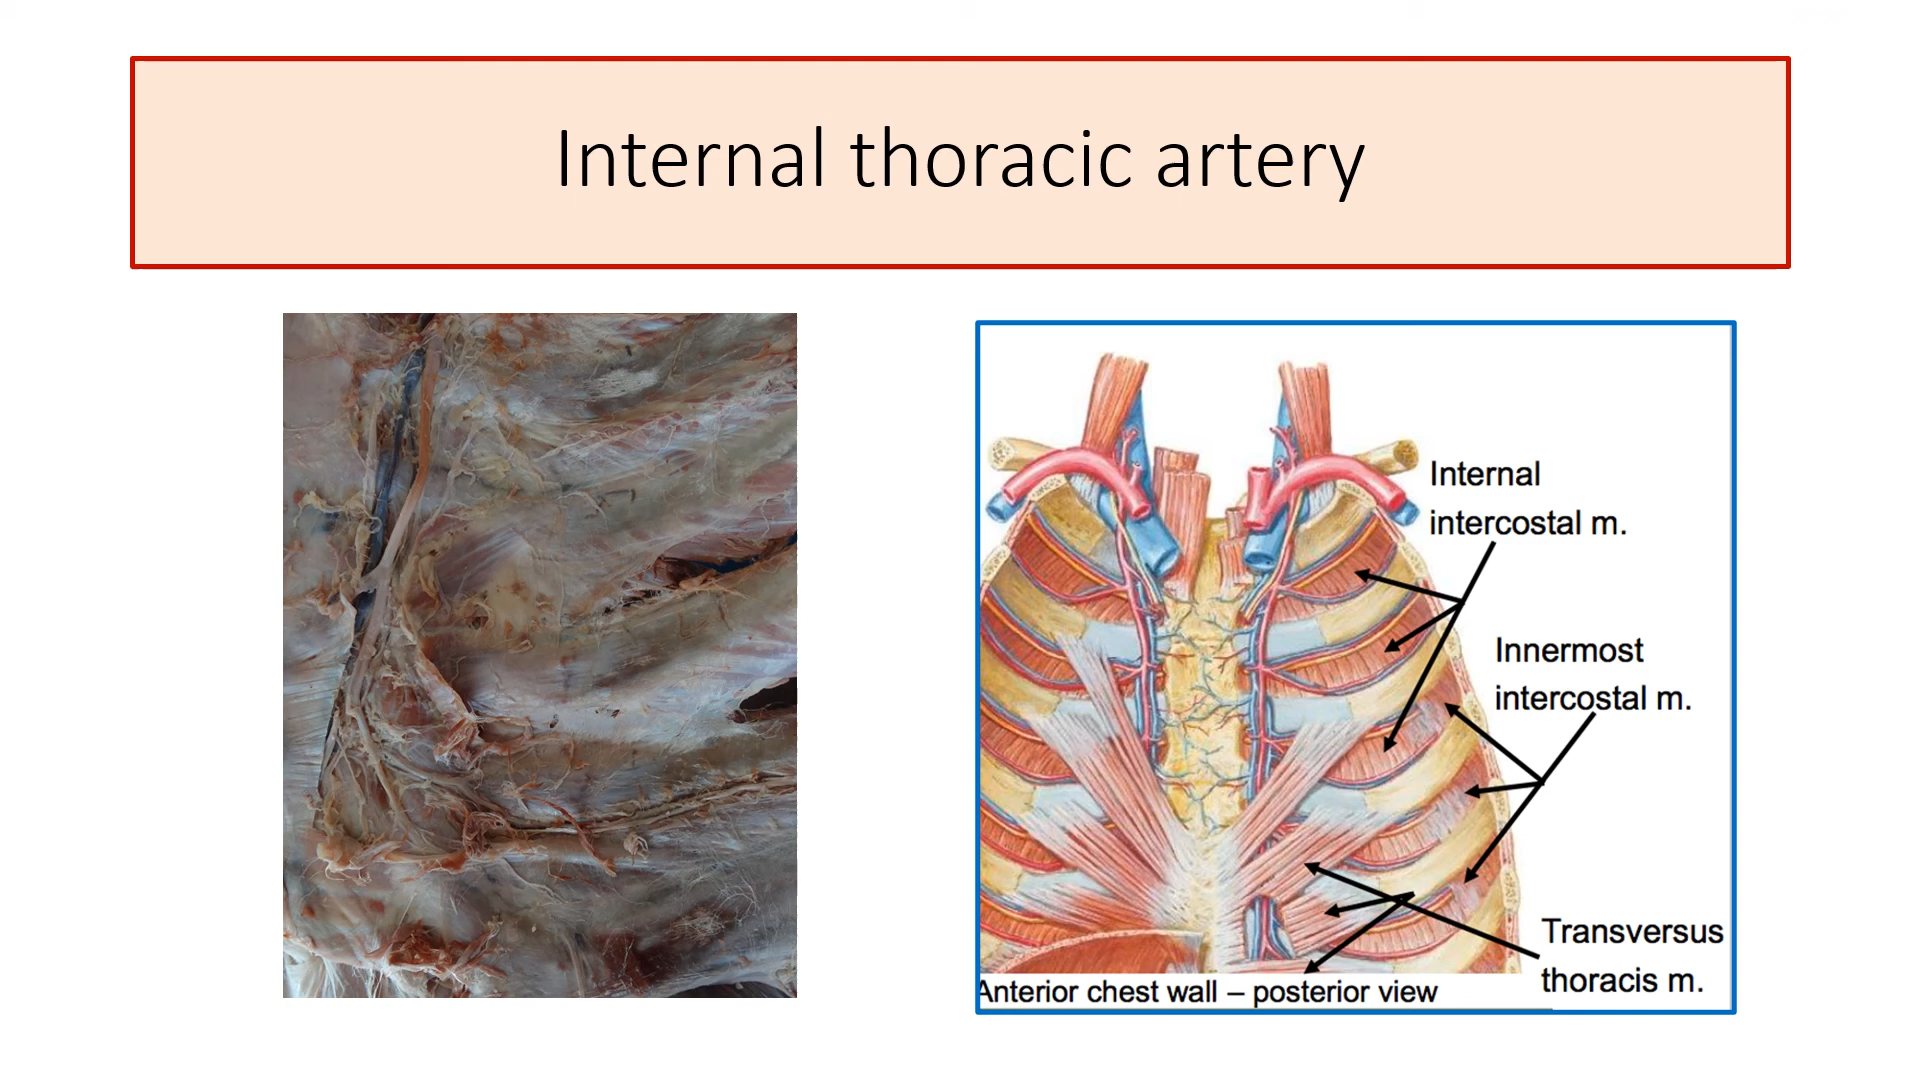 Internal thoracic artery
Internal
intercostal m.
Innermost
intercostal m.
Transversus
thoracis m.
Anterior chest wall – posterior view